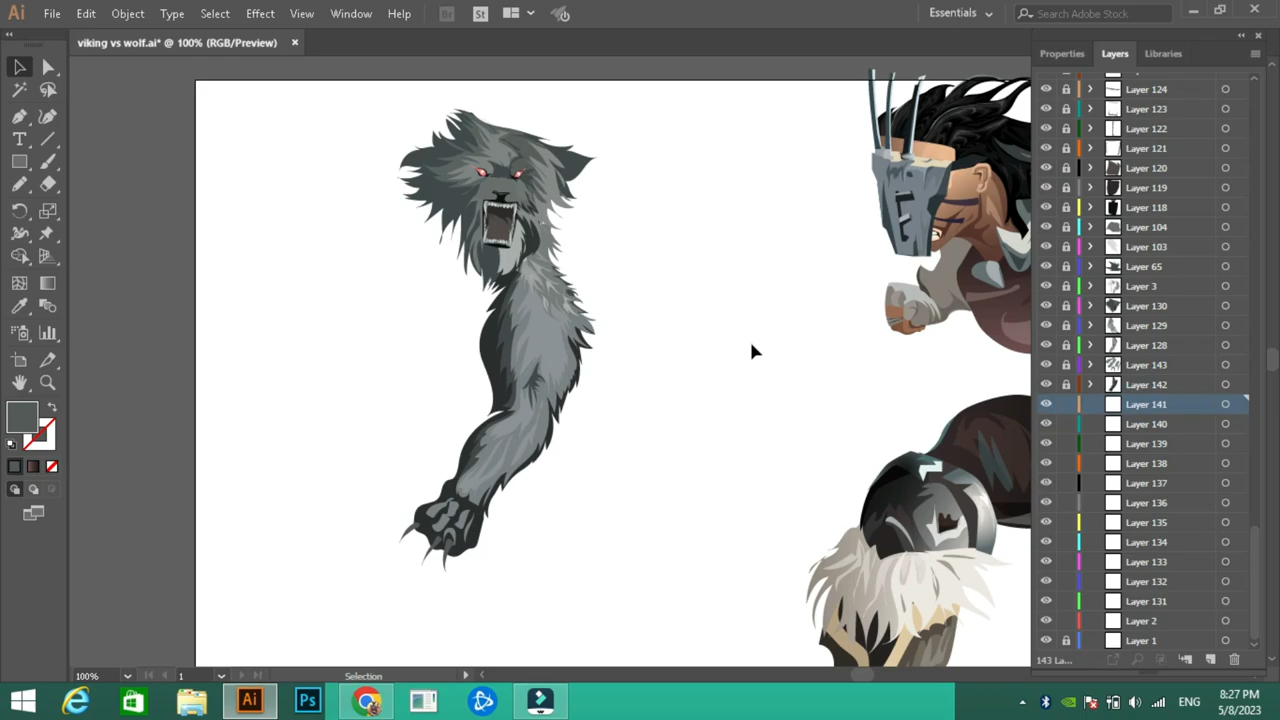 Ai File Edit Object Type Select Effect View Window Help Br St Essentials Search Adobe Stock
viking vs wolf.ai* @ 100% (RGB/Preview)
Properties Layers Libraries
Layer 124
Layer 123
Layer 122
Layer 121
Layer 120
Layer 119
Layer 118
Layer 104
Layer 103
Layer 65
Layer 3
Layer 130
Layer 129
Layer 128
Layer 143
Layer 142
Layer 141
Layer 140
Layer 139
Layer 138
Layer 137
Layer 136
Layer 135
Layer 134
Layer 133
Layer 132
Layer 131
Layer 2
Layer 1
143 La...
100% 1 Selection
Ai Ps ENG 8:27 PM
5/8/2023